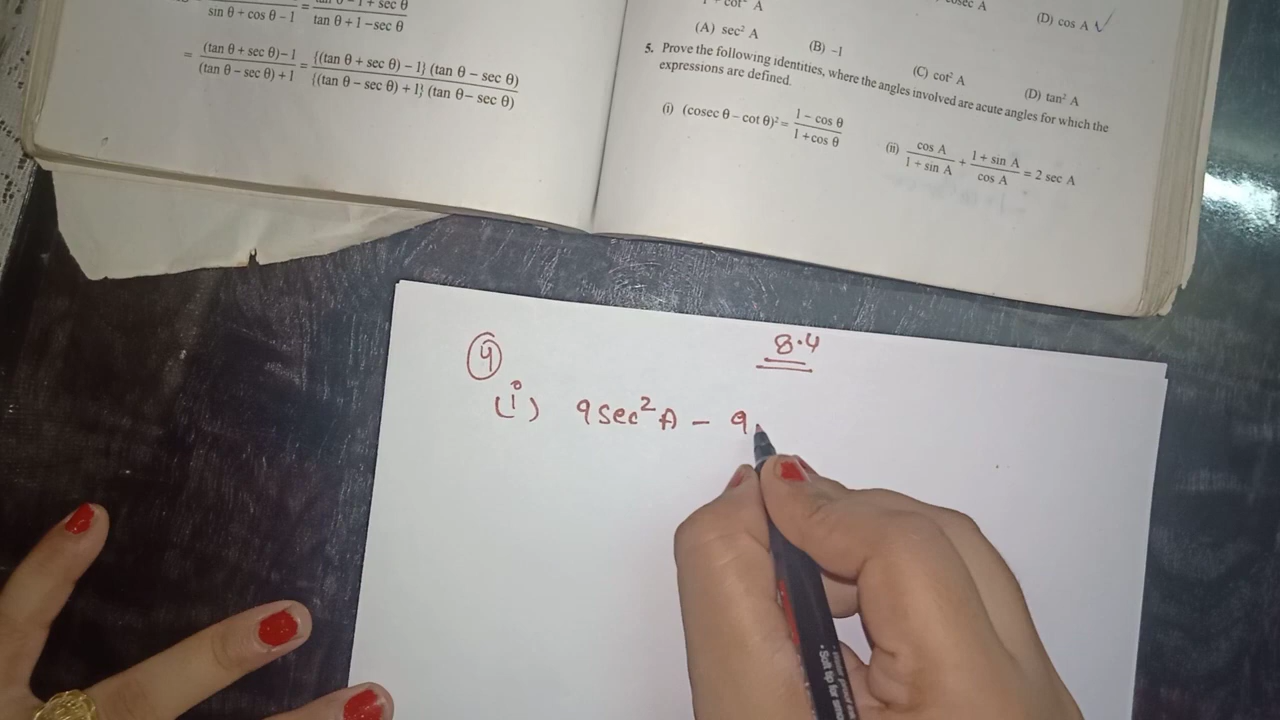 sin θ + cos θ – 1 = tan θ + 1 – sec θ
= (tan θ + sec θ) – 1 / (tan θ – sec θ) + 1 = {(tan θ + sec θ) – 1} (tan θ – sec θ) / {(tan θ – sec θ) + 1} (tan θ – sec θ)
(D) cos A
(A) sec² A (B) –1 (C) cot² A (D) tan² A
5. Prove the following identities, where the angles involved are acute angles for which the
expressions are defined.
(i) (cosec θ – cot θ)² = 1 – cos θ / 1 + cos θ (ii) cos A / 1 + sin A + 1 + sin A / cos A = 2 sec A
8.4
4
(i) 9 sec² A – 9